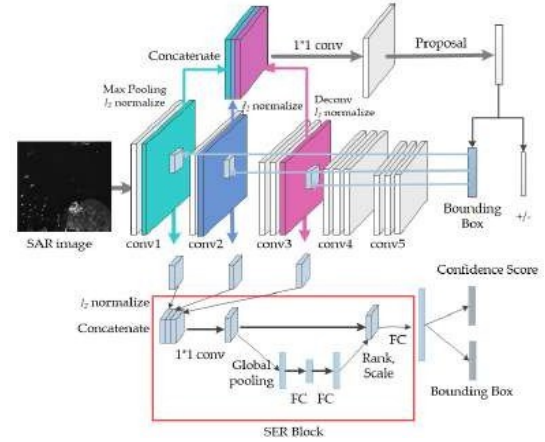 Concatenate
1*1 conv
Proposal
Max Pooling
l2 normalize
l2 normalize
Deconv
l2 normalize
SAR image
conv1
conv2
conv3
conv4
conv5
Bounding
Box
+/-
l2 normalize
Concatenate
1*1 conv
Global
pooling
FC
FC
Rank,
Scale
FC
Confidence Score
Bounding Box
SER Block